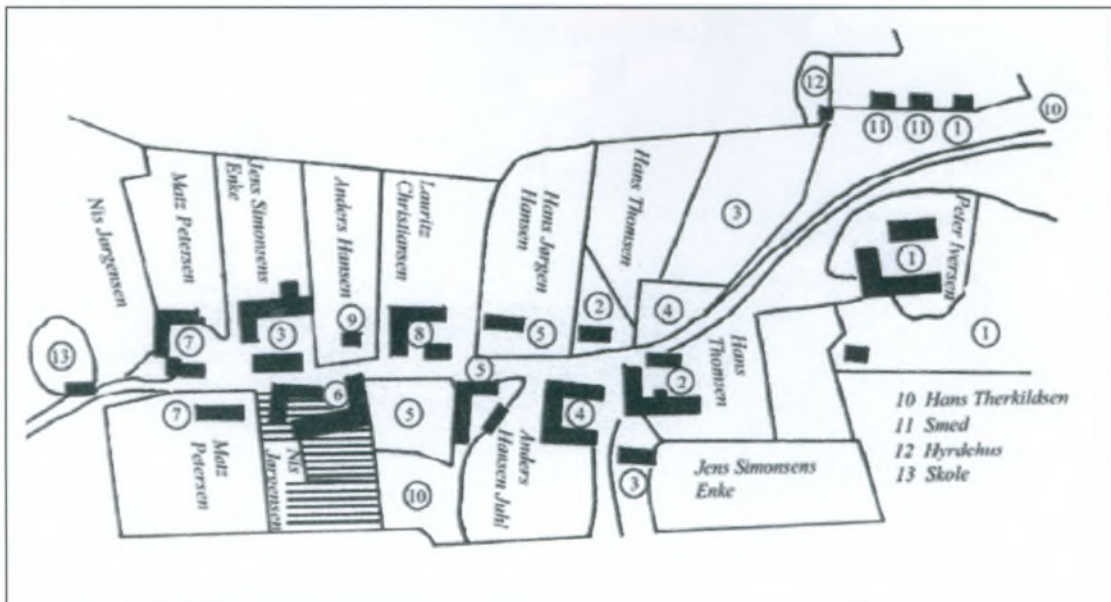 12
11
11
1
10
Nis Jørgensen
Matz Petersen
Jens Simonsens
Enke
Anders Hansen
Lauritz
Christiansen
Hans Jørgen
Hansen
Hans Thomsen
3
Peter Iversen
1
13
7
3
9
8
5
2
4
1
7
Matz
Petersen
6
Nis
Jørgensen
5
5
10
Anders
Hansen Juhl
4
Hans
Thomsen
2
3
Jens Simonsens
Enke
10 Hans Therkildsen
11 Smed
12 Hyrdehus
13 Skole